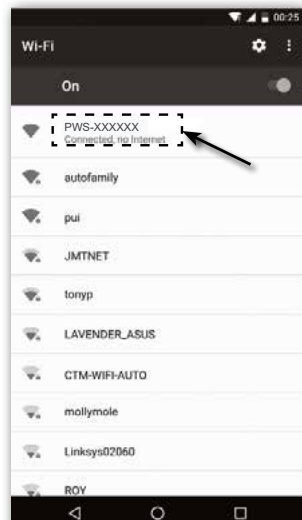 00:25
Wi-Fi
On
PWS-XXXXXX
Connected, no Internet
autofamily
pui
JMTNET
tonyp
LAVENDER_ASUS
CTM-WIFI-AUTO
mollymole
Linksys02060
ROY